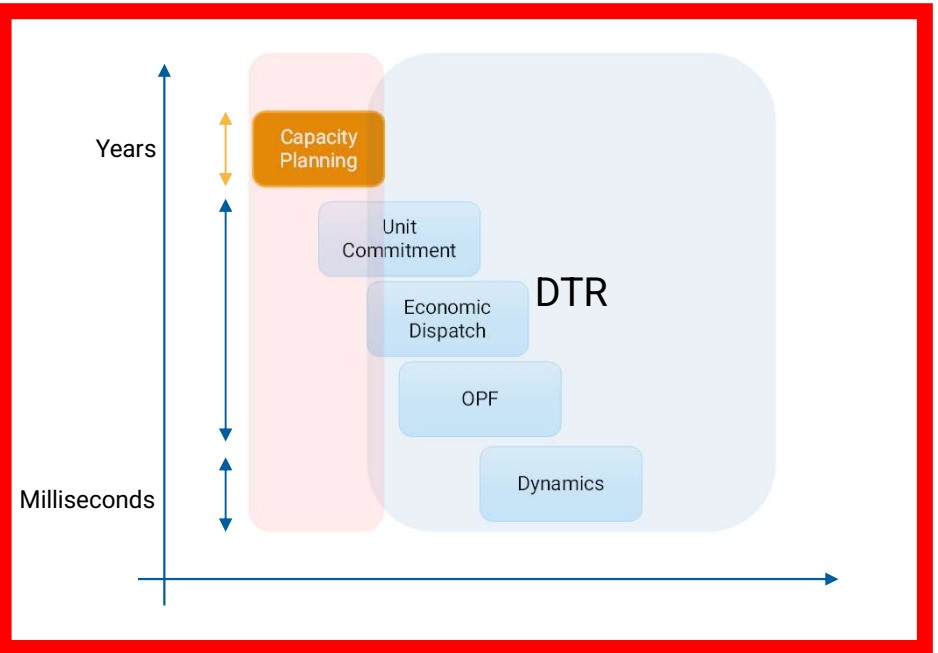 Years
Capacity
Planning
Unit
Commitment
Economic
Dispatch
DTR
OPF
Dynamics
Milliseconds